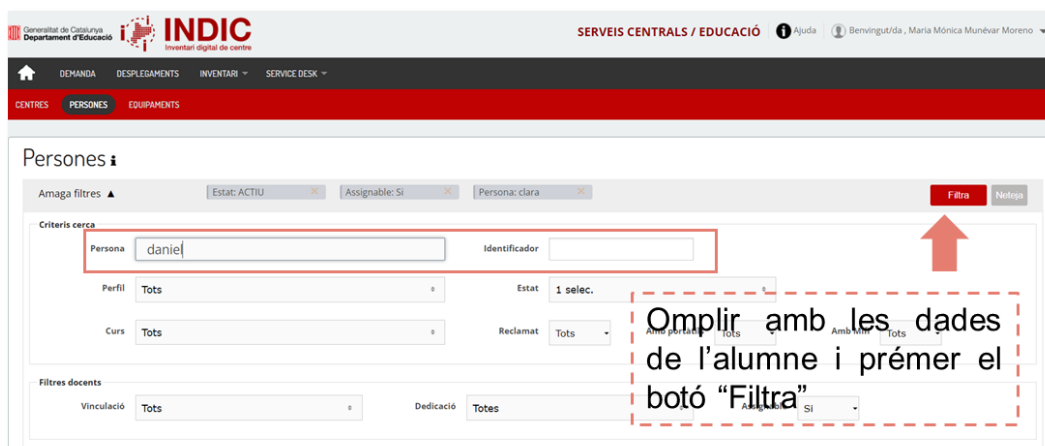 Generalitat de Catalunya
Departament d'Educació
INDIC
Inventari digital de centre
SERVEIS CENTRALS / EDUCACIÓ
Ajuda
Benvingut/da , Maria Mónica Munévar Moreno
DEMANDA DESPLEGAMENTS INVENTARI SERVICE DESK
CENTRES PERSONES EQUIPAMENTS
Persones
Amaga filtres ▲ Estat: ACTIU × Assignable: Si × Persona: clara × Filtra Neteja
Criteris cerca
Persona daniel Identificador
Perfil Tots Estat 1 selec.
Curs Tots Reclamat Tots Amb portàtil Tots Amb Mifi Tots
Omplir amb les dades
de l'alumne i prémer el
botó “Filtra”
Filtres docents
Vinculació Tots Dedicació Totes Assignable Si